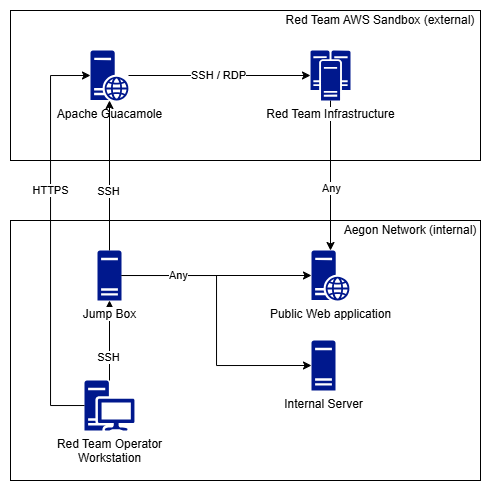 Red Team AWS Sandbox (external)
SSH / RDP
Apache Guacamole
Red Team Infrastructure
HTTPS
SSH
Any
Aegon Network (internal)
Any
Jump Box
Public Web application
SSH
Internal Server
Red Team Operator
Workstation